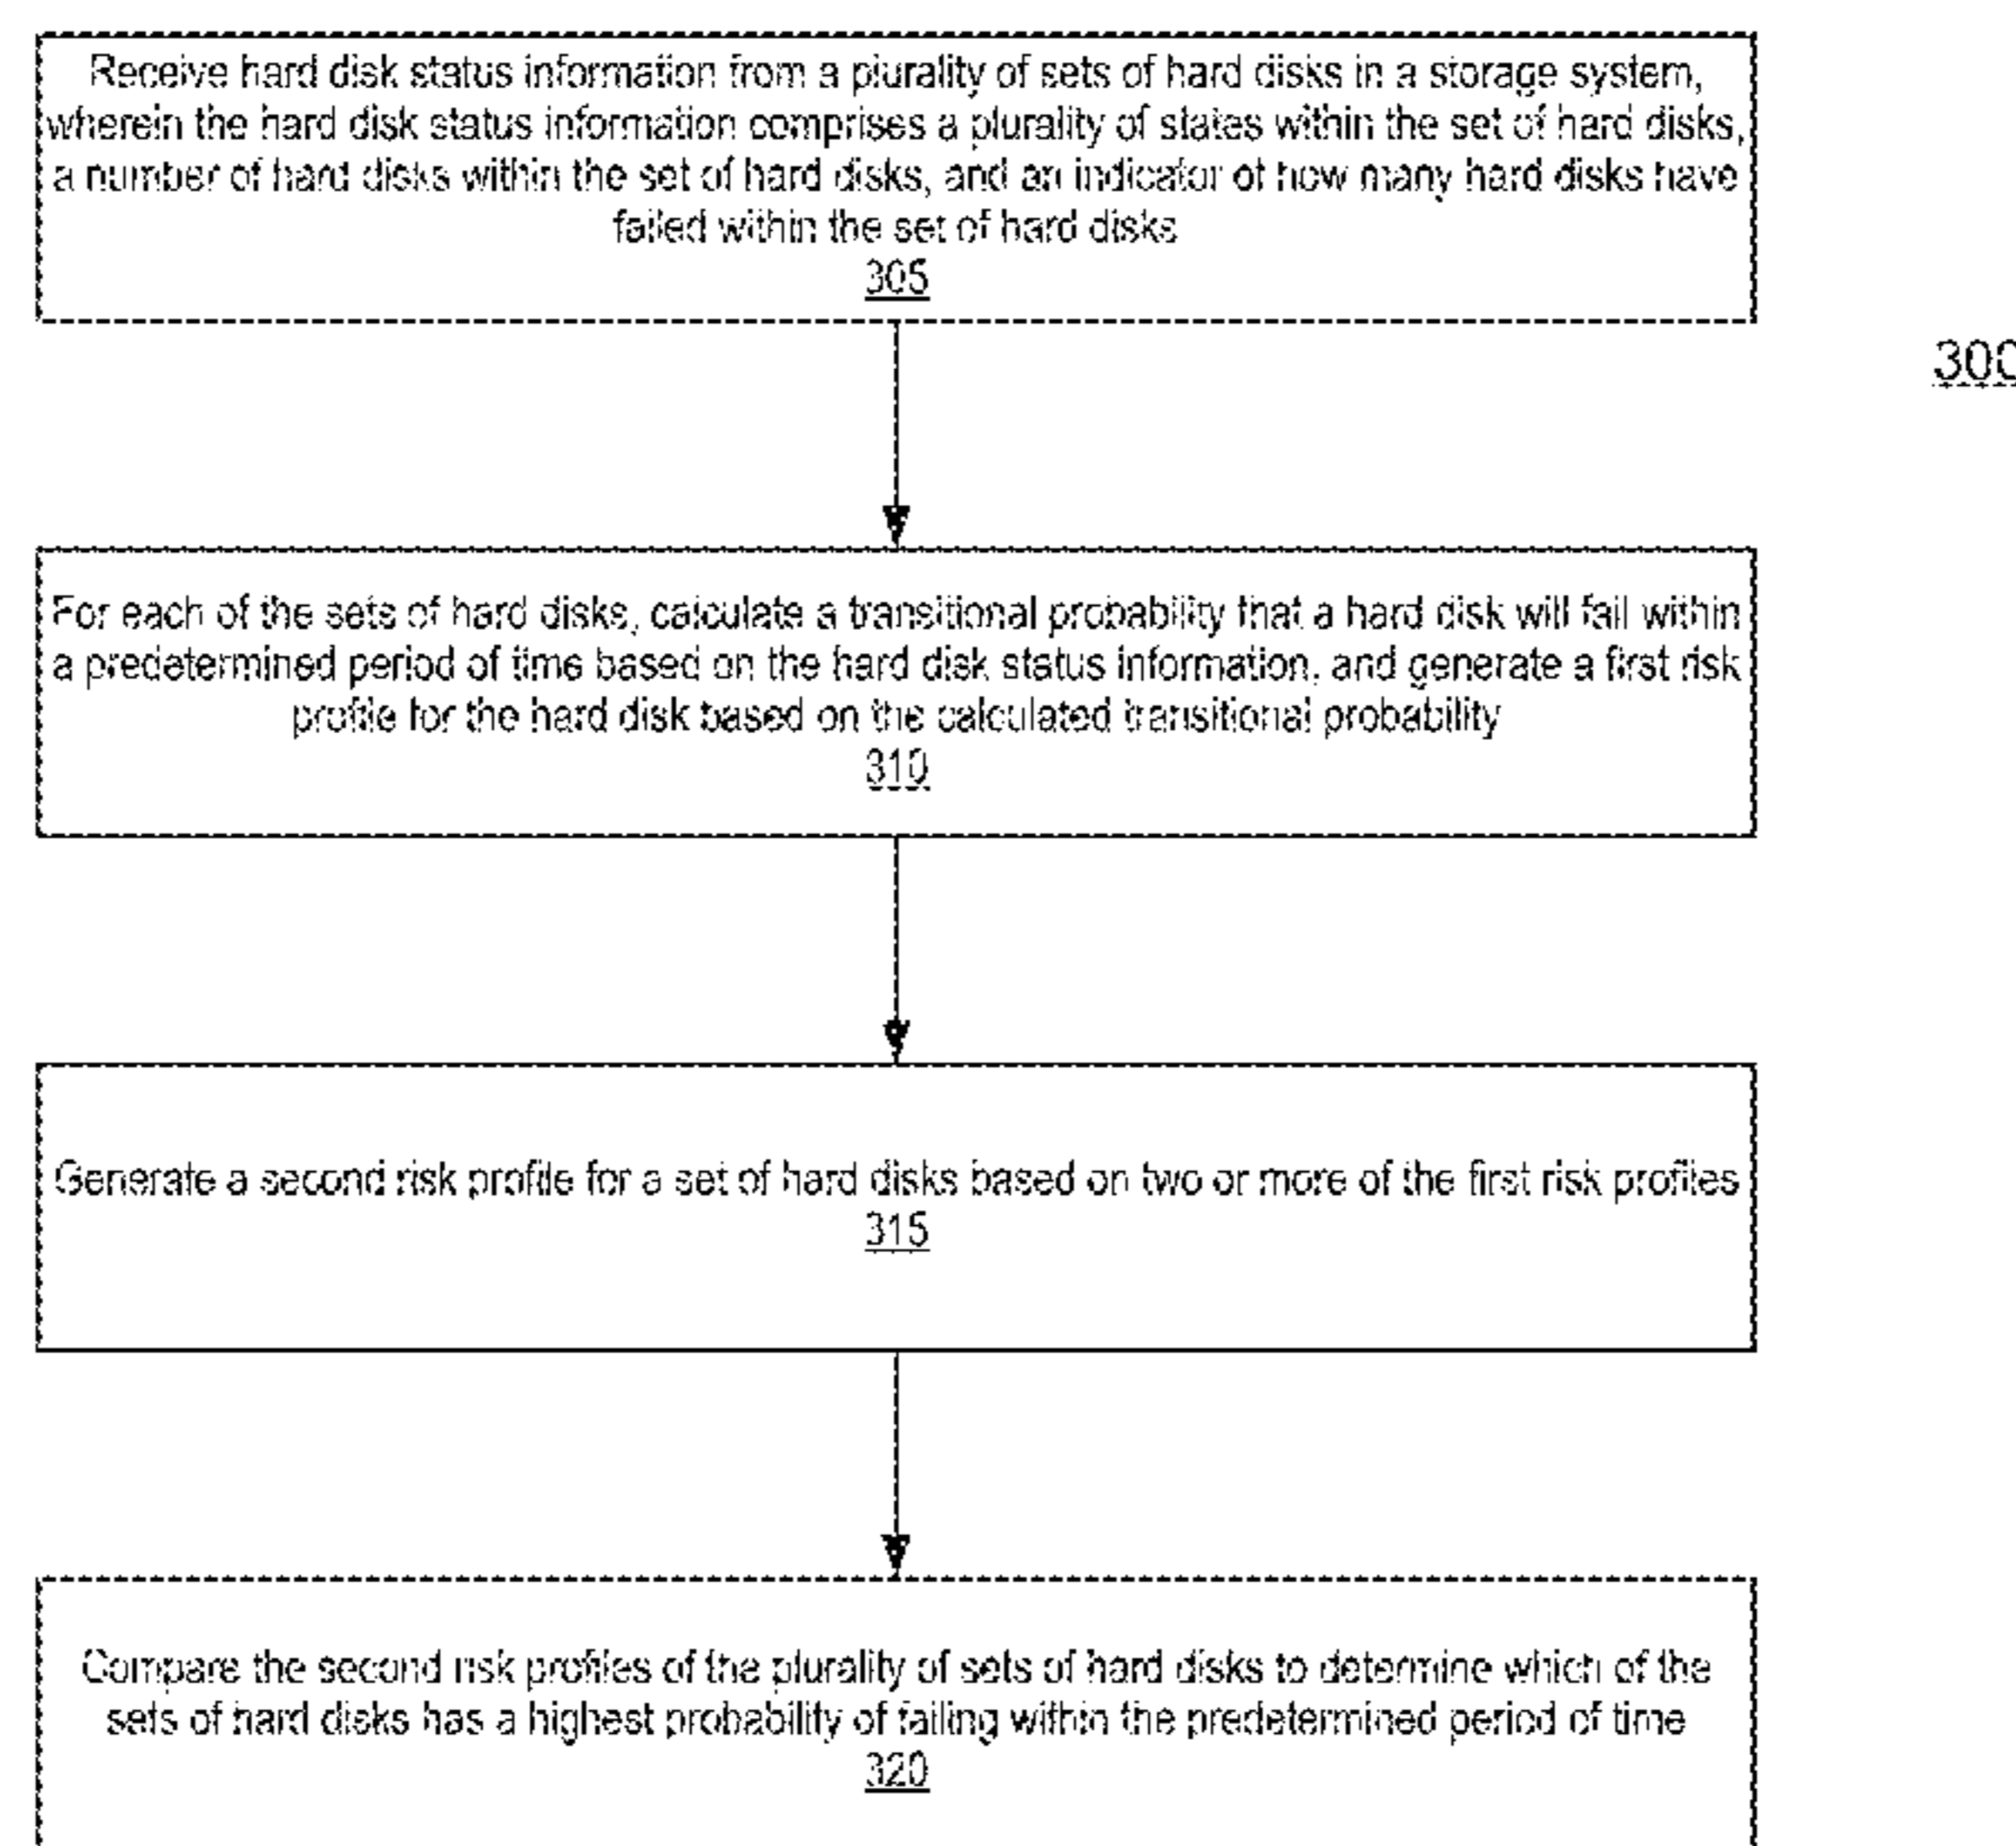 Receive hard disk status information from a plurality of sets of hard disks in a storage system,
wherein the hard disk status information comprises a plurality of states within the set of hard disks,
a number of hard disks within the set of hard disks, and an indicator of how many hard disks have
failed within the set of hard disks
305
300
For each of the sets of hard disks, calculate a transitional probability that a hard disk will fail within
a predetermined period of time based on the hard disk status information, and generate a first risk
profile for the hard disk based on the calculated transitional probability
310
Generate a second risk profile for a set of hard disks based on two or more of the first risk profiles
315
Compare the second risk profiles of the plurality of sets of hard disks to determine which of the
sets of hard disks has a highest probability of failing within the predetermined period of time
320